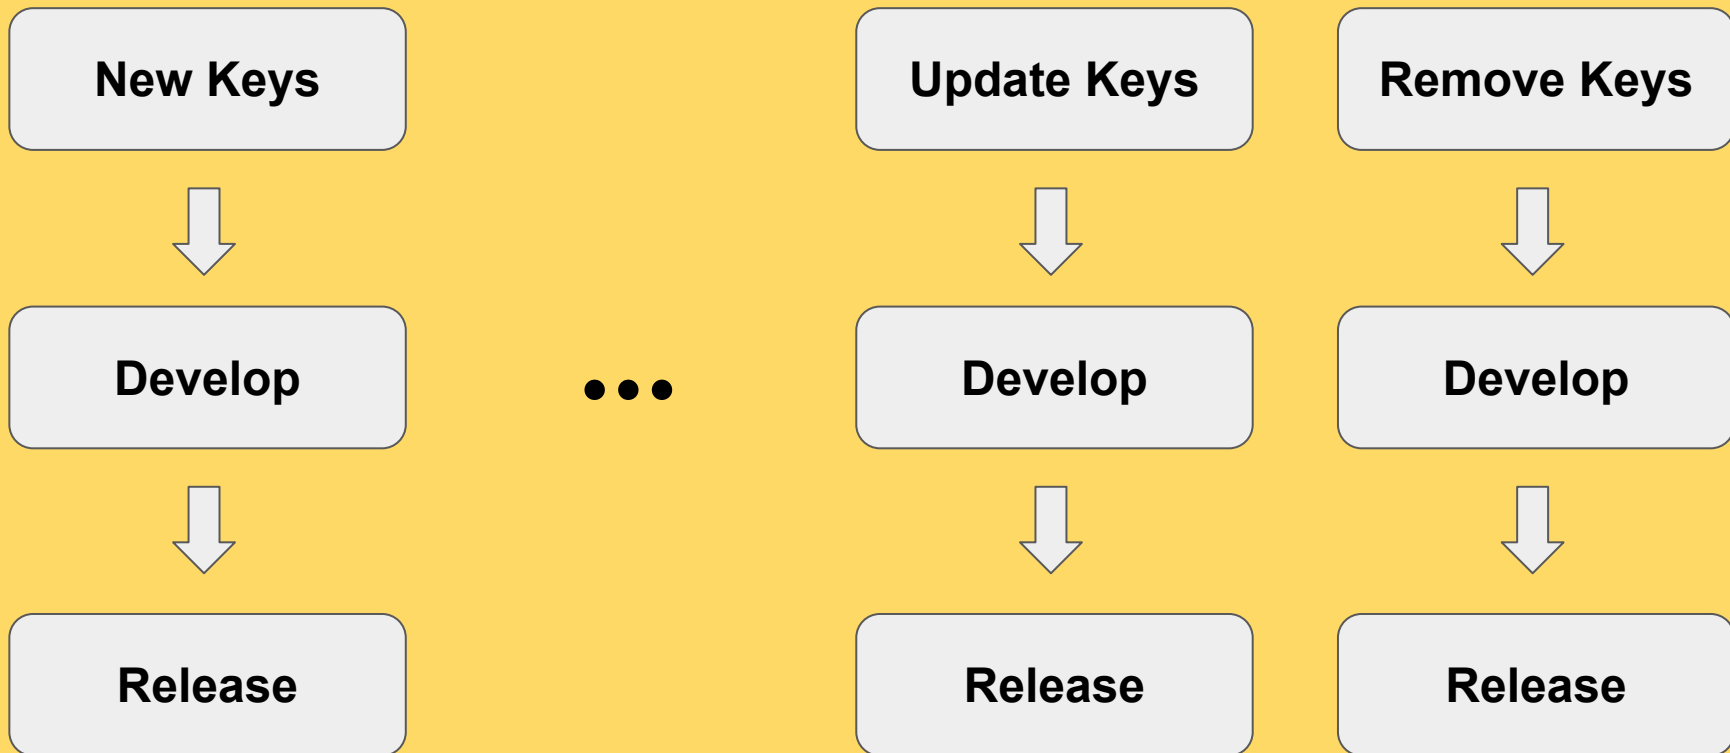 New Keys
Update Keys
Remove Keys
Develop
...
Develop
Develop
Release
Release
Release